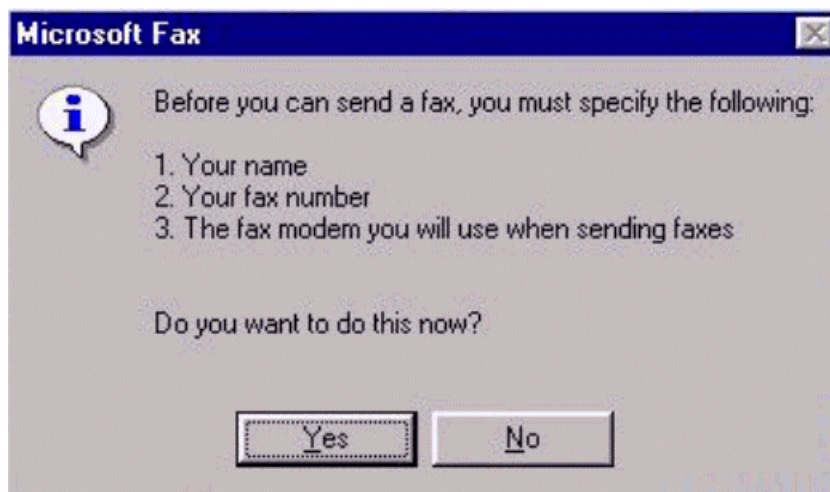 Microsoft Fax
Before you can send a fax, you must specify the following:
1. Your name
2. Your fax number
3. The fax modem you will use when sending faxes
Do you want to do this now?
Yes
No